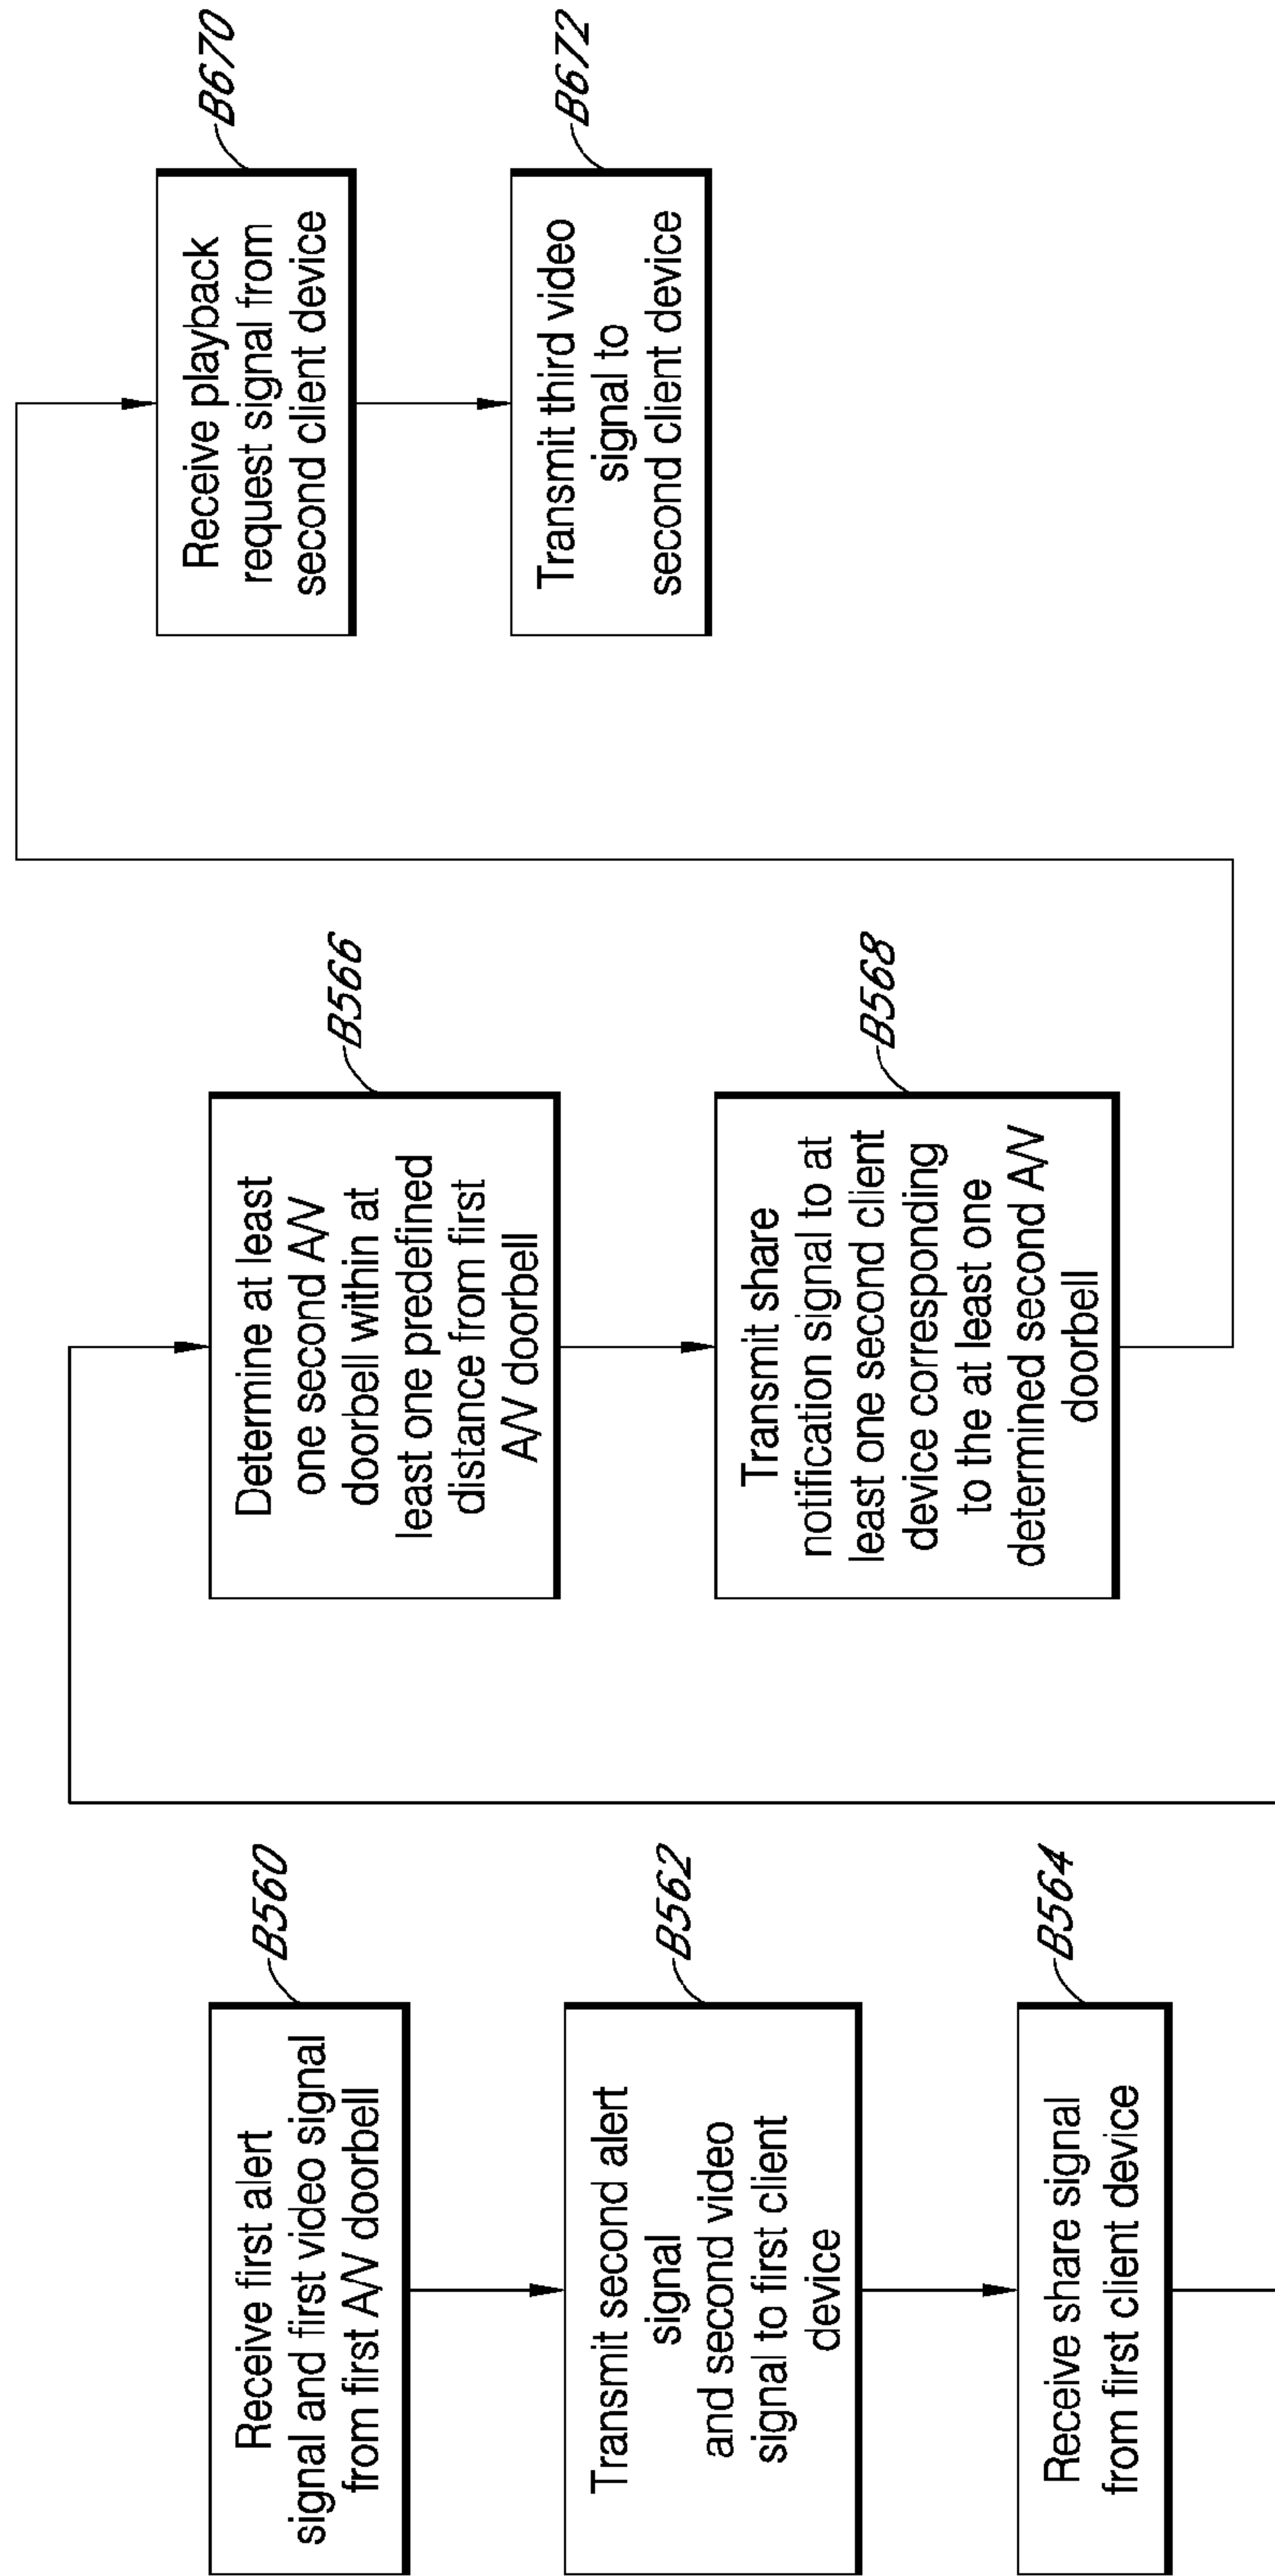 Receive first alert
signal and first video signal
from first A/V doorbell
B560
Transmit second alert
signal
and second video
signal to first client
device
B562
Receive share signal
from first client device
B564
Determine at least
one second A/V
doorbell within at
least one predefined
distance from first
A/V doorbell
B566
Transmit share
notification signal to at
least one second client
device corresponding
to the at least one
determined second A/V
doorbell
B568
Receive playback
request signal from
second client device
B670
Transmit third video
signal to
second client device
B672